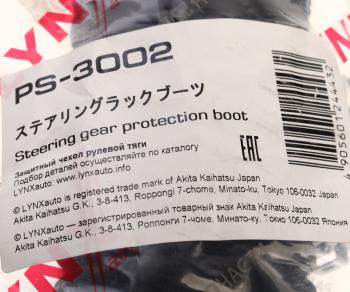 PS-3002
ステアリングラックブーツ
Steering gear protection boot
Защитный чехол рулевой тяги
Подбор деталей осуществляйте по каталогу
LYNXauto: www.lynxauto.info
EAC
© LYNXauto is registered trade mark of Akita Kaihatsu Japan
Akita Kaihatsu G.K., 3-8-413, Roppongi 7-chome, Minato-ku, Tokyo 106-0032 Japan
© LYNXauto — зарегистрированный товарный знак Akita Kaihatsu
Akita Kaihatsu G.K., 3-8-413, Роппонги 7-чоме, Минато-ку, Токуо 106-0032 Япония
4905601244432